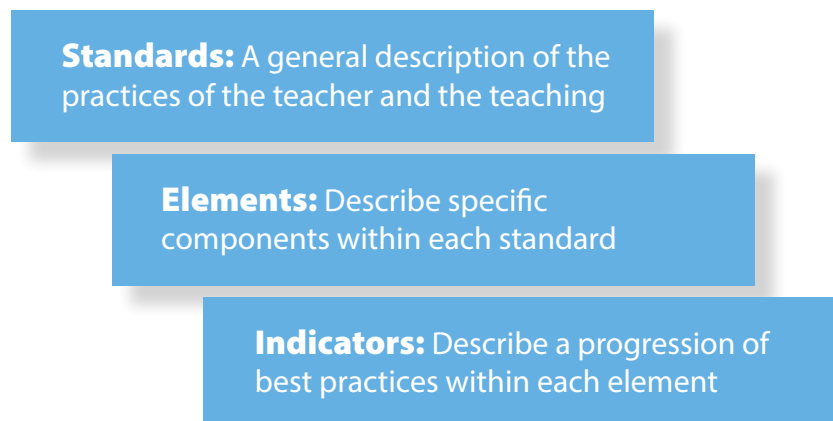 Standards: A general description of the
practices of the teacher and the teaching
Elements: Describe specific
components within each standard
Indicators: Describe a progression of
best practices within each element